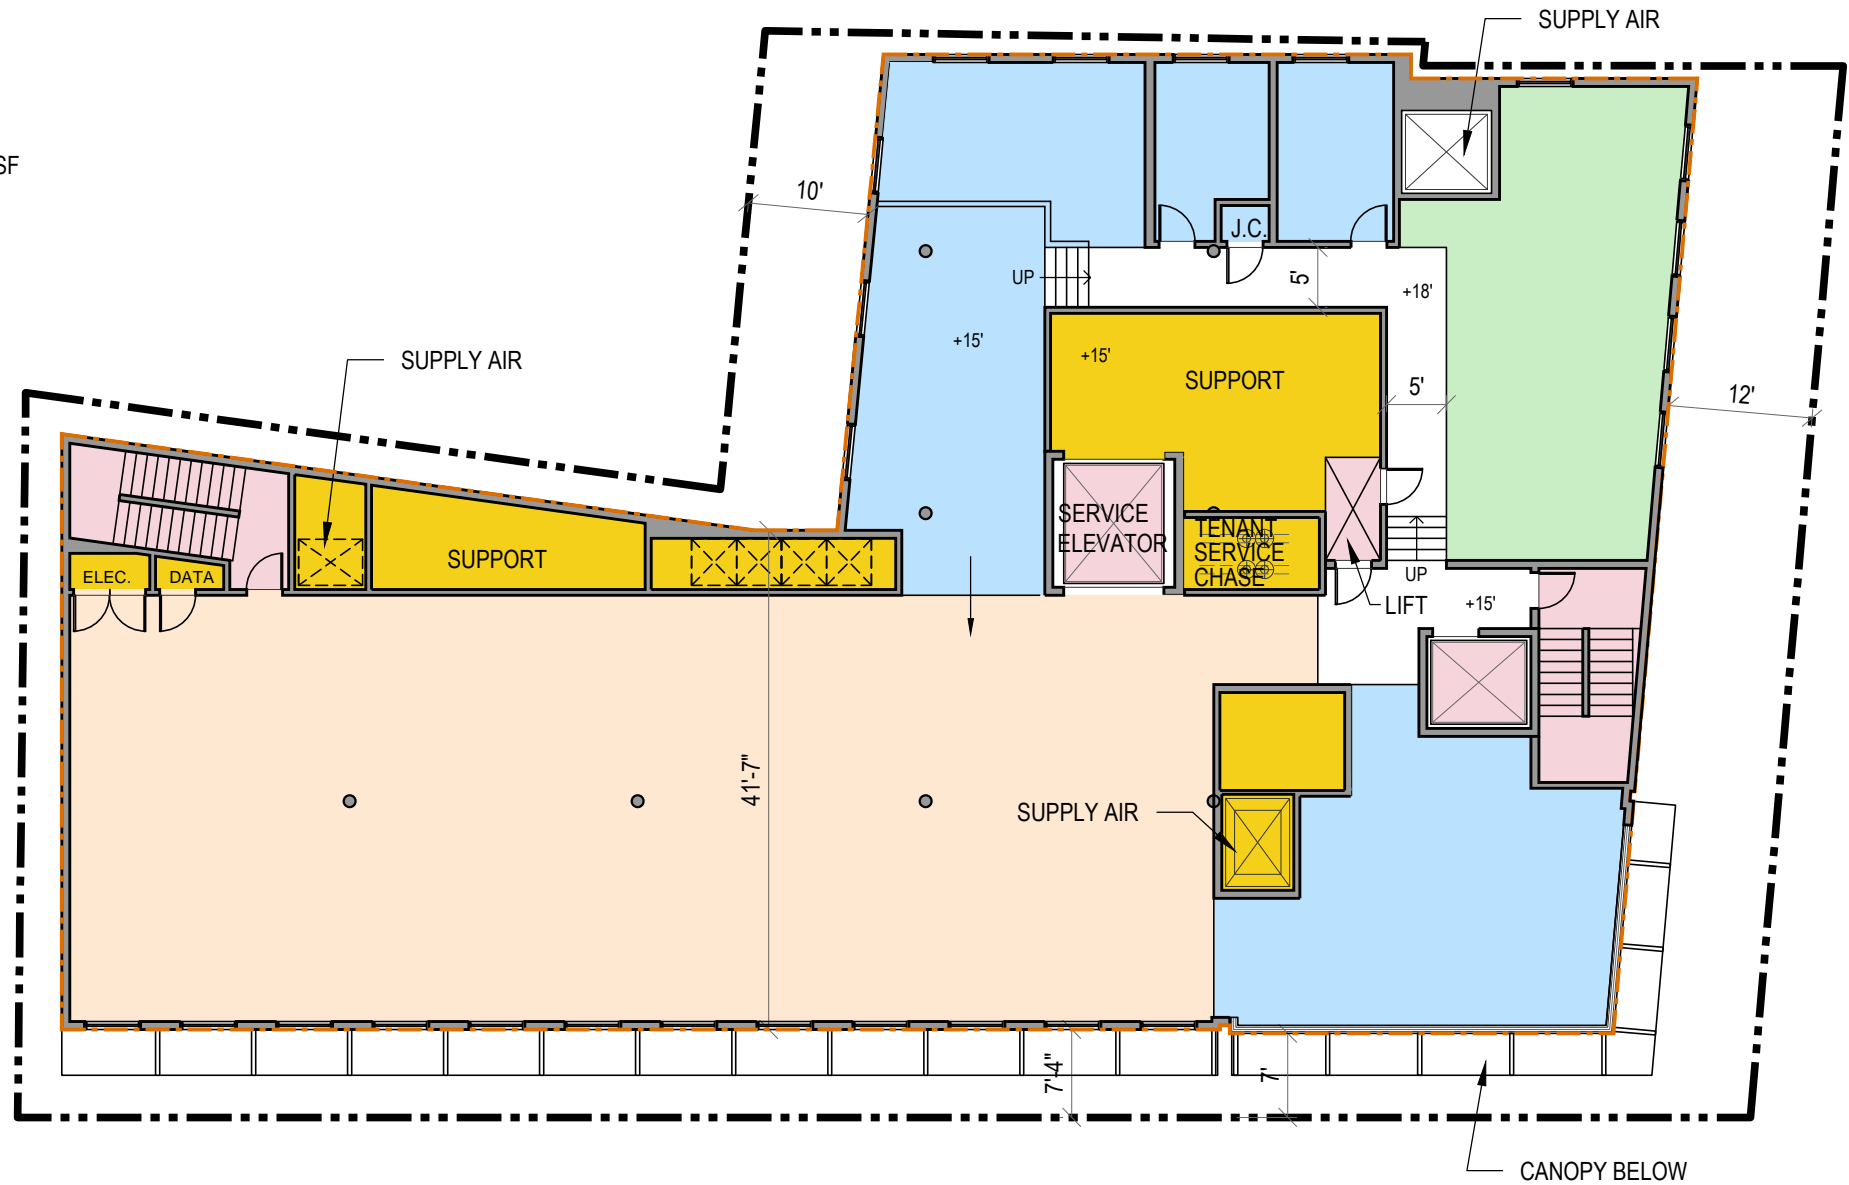 SUPPLY AIR
SF
10'
J.C.
UP
5'
+18'
+15'
+15'
SUPPORT
SUPPLY AIR
5'
12'
SERVICE
ELEVATOR
TENANT
SERVICE
CHASE
SUPPORT
ELEC.
DATA
UP
LIFT
+15'
41'-7"
SUPPLY AIR
7'-4"
7'
CANOPY BELOW